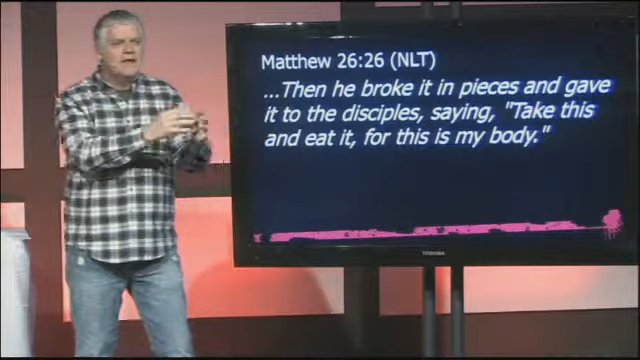 Matthew 26:26 (NLT)
...Then he broke it in pieces and gave
it to the disciples, saying, "Take this
and eat it, for this is my body."
TOSHIBA